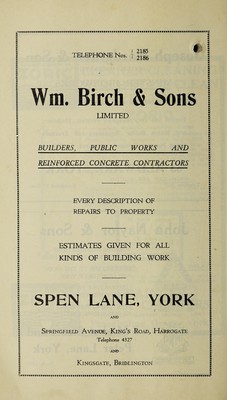 TELEPHONE Nos. { 2185
2186
Wm. Birch & Sons
LIMITED
BUILDERS, PUBLIC WORKS AND
REINFORCED CONCRETE CONTRACTORS
EVERY DESCRIPTION OF
REPAIRS TO PROPERTY
ESTIMATES GIVEN FOR ALL
KINDS OF BUILDING WORK
SPEN LANE, YORK
AND
SPRINGFIELD AVENUE, KING'S ROAD, HARROGATE
Telephone 4327
AND
KINGSGATE, BRIDLINGTON